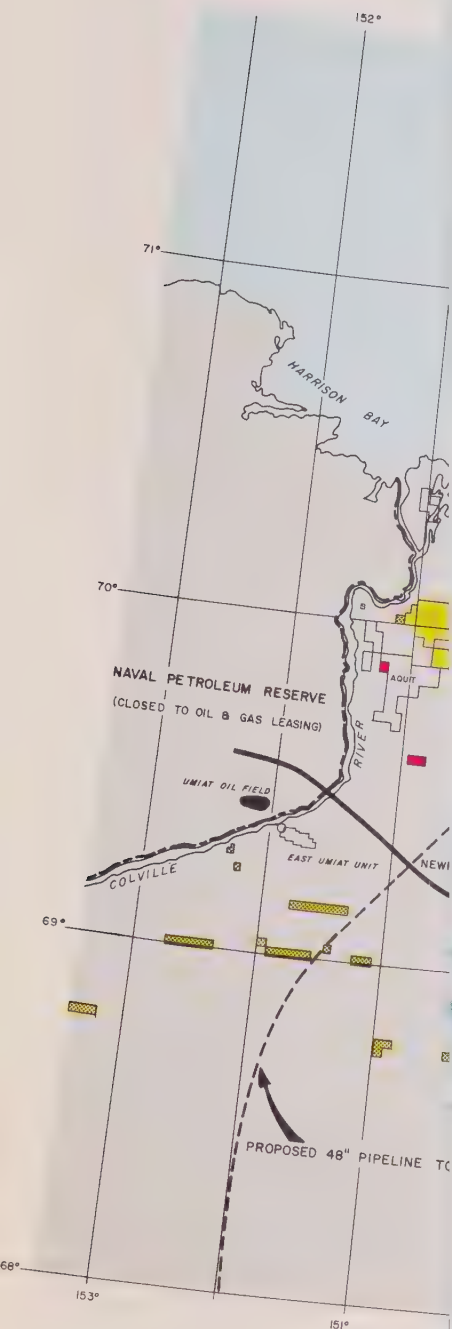 152°
71°
HARRISON BAY
70°
NAVAL PETROLEUM RESERVE
(CLOSED TO OIL & GAS LEASING)
AQUIT
RIVER
UMIAT OIL FIELD
EAST UMIAT UNIT
COLVILLE
69°
PROPOSED 48" PIPELINE TO
68°
153°
151°